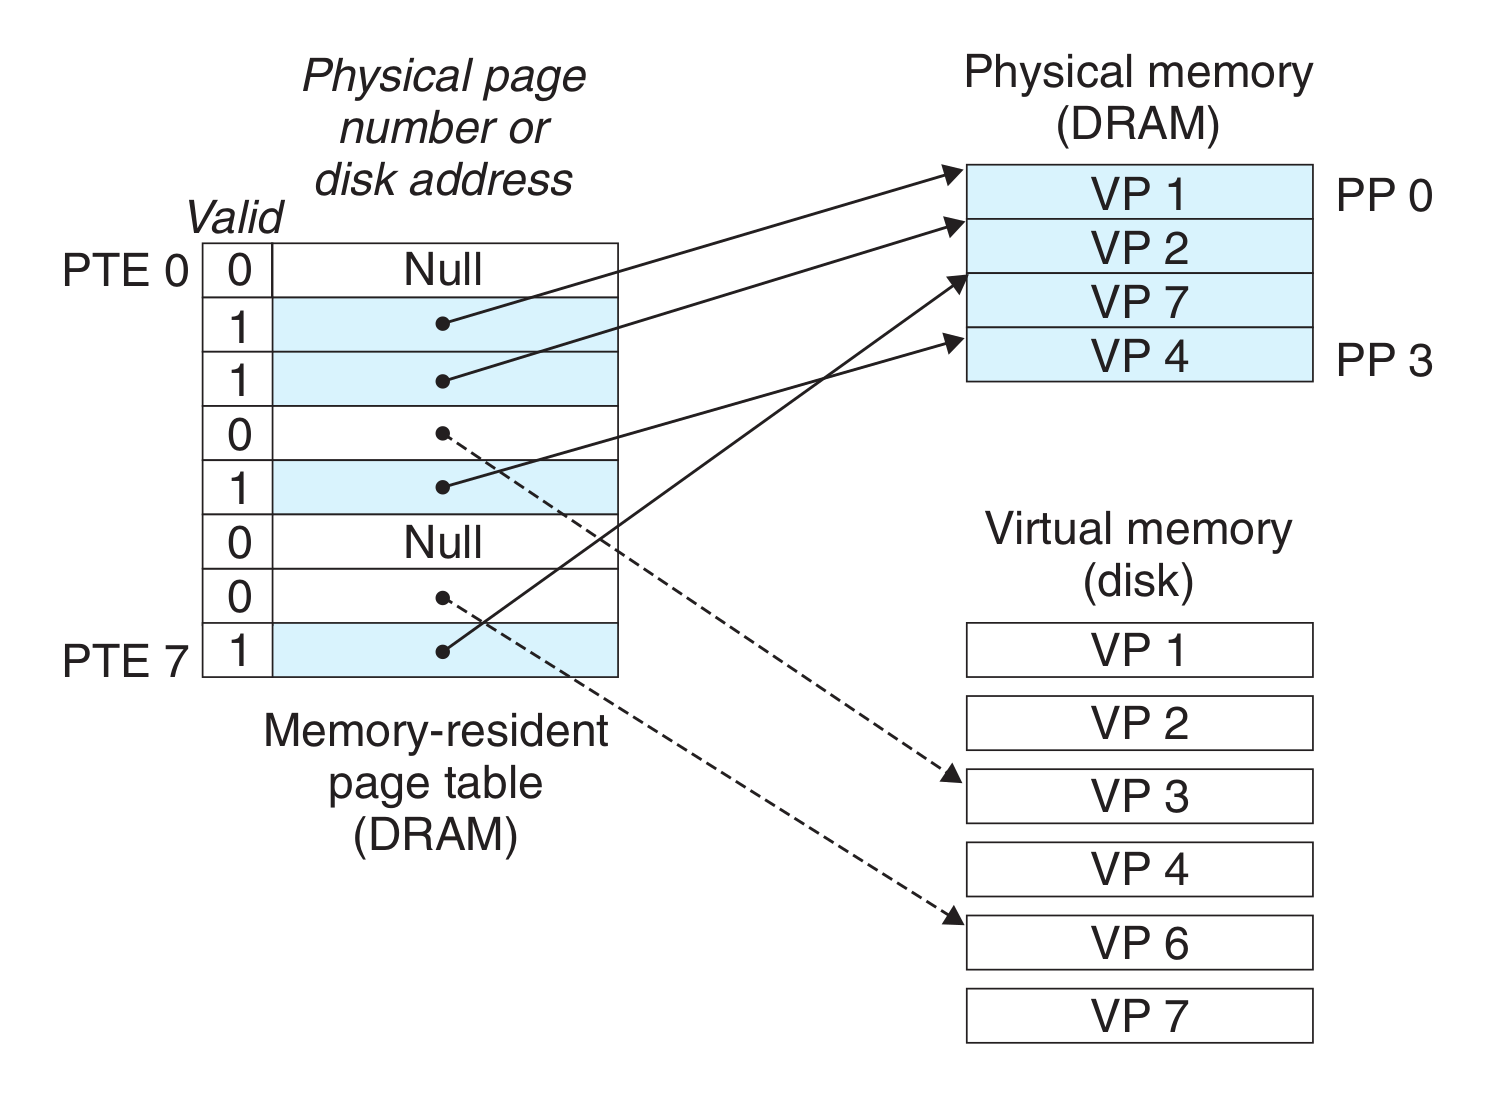 Physical page
number or
disk address
Valid
PTE 0 0 Null
1
1
0
1
0 Null
0
PTE 7 1
Memory-resident
page table
(DRAM)
Physical memory
(DRAM)
VP 1 PP 0
VP 2
VP 7
VP 4 PP 3
Virtual memory
(disk)
VP 1
VP 2
VP 3
VP 4
VP 6
VP 7